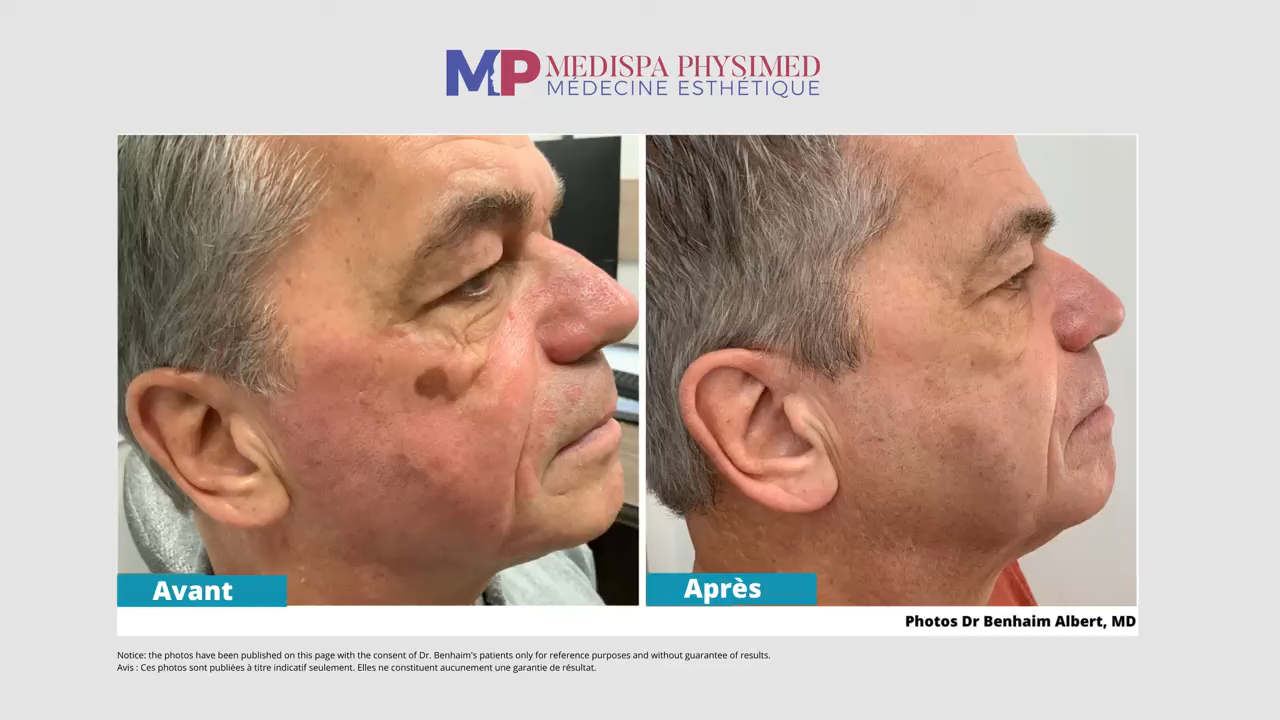 MP MEDISPA PHYSIMED
MÉDECINE ESTHÉTIQUE
Avant
Après
Photos Dr Benhaim Albert, MD
Notice: the photos have been published on this page with the consent of Dr. Benhaim's patients only for reference purposes and without guarantee of results.
Avis : Ces photos sont publiées à titre indicatif seulement. Elles ne constituent aucunement une garantie de résultat.